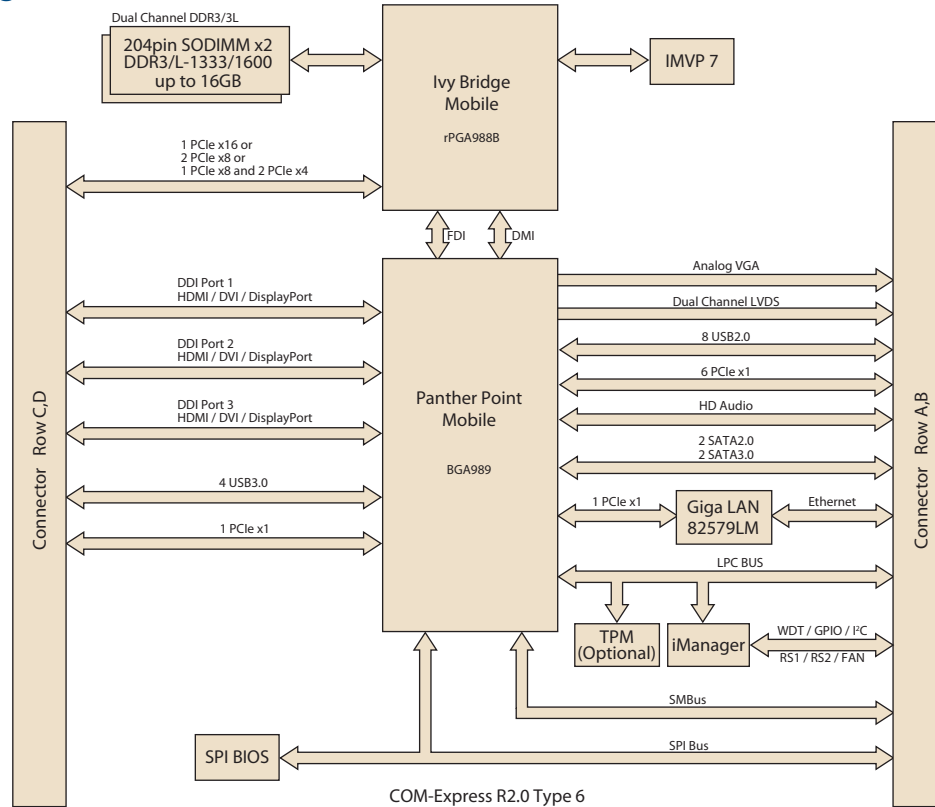 Dual Channel DDR3/3L
204pin SODIMM x2
DDR3/L-1333/1600
up to 16GB
Ivy Bridge
Mobile
rPGA988B
IMVP 7
1 PCIe x16 or
2 PCIe x8 or
1 PCIe x8 and 2 PCIe x4
FDI
DMI
Connector Row C,D
DDI Port 1
HDMI / DVI / DisplayPort
DDI Port 2
HDMI / DVI / DisplayPort
DDI Port 3
HDMI / DVI / DisplayPort
4 USB3.0
1 PCIe x1
Panther Point
Mobile
BGA989
Analog VGA
Dual Channel LVDS
8 USB2.0
6 PCIe x1
HD Audio
2 SATA2.0
2 SATA3.0
1 PCIe x1
Giga LAN
82579LM
Ethernet
LPC BUS
TPM
(Optional)
iManager
WDT / GPIO / I²C
RS1 / RS2 / FAN
SMBus
SPI Bus
SPI BIOS
Connector Row A,B
COM-Express R2.0 Type 6